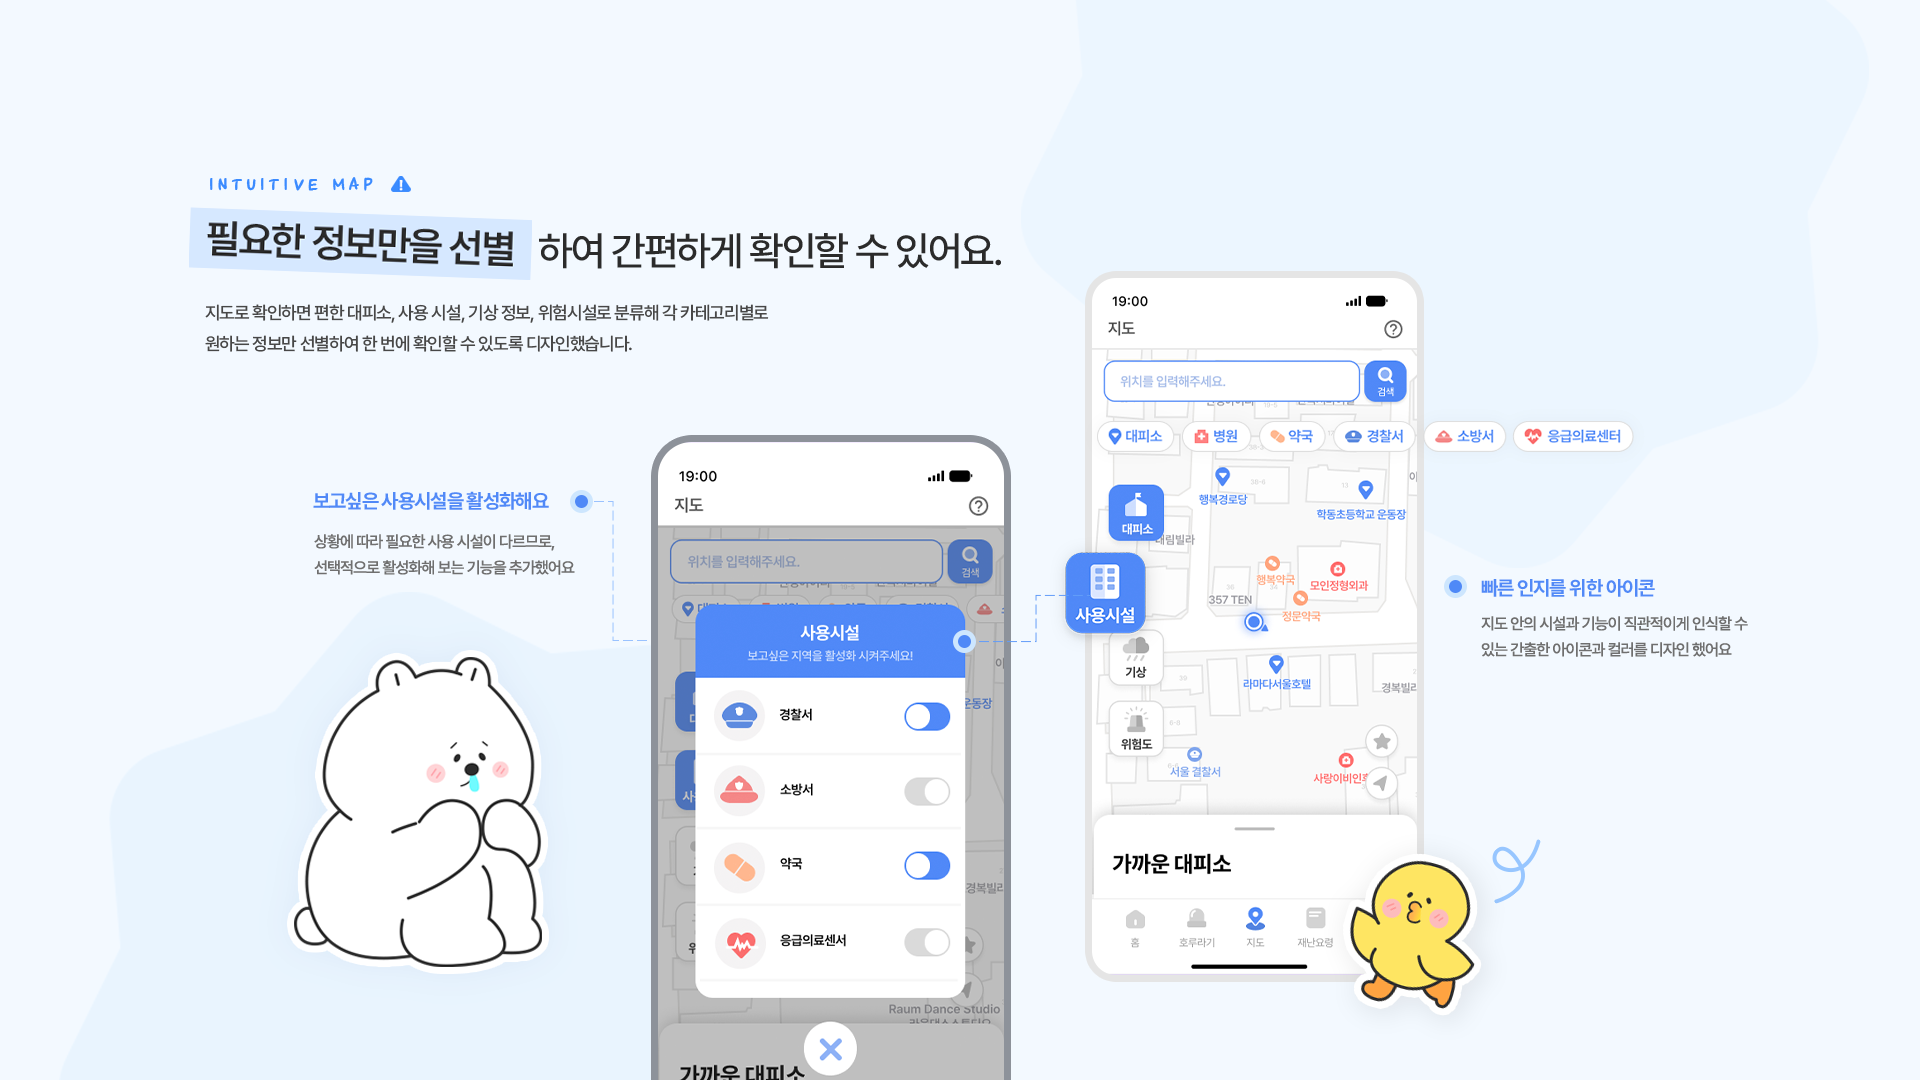 INTUITIVE MAP
필요한 정보만을 선별 하여 간편하게 확인할 수 있어요.
지도로 확인하면 편한 대피소, 사용 시설, 기상 정보, 위험시설로 분류해 각 카테고리별로
원하는 정보만 선별하여 한 번에 확인할 수 있도록 디자인했습니다.
보고싶은 사용시설을 활성화해요
상황에 따라 필요한 사용 시설이 다르므로,
선택적으로 활성화해 보는 기능을 추가했어요
19:00
지도
위치를 입력해주세요.
검색
사용시설
보고싶은 지역을 활성화 시켜주세요!
경찰서
소방서
약국
응급의료센서
운동장
경복빌라
Raum Dance Studio
가까운 대피소
19:00
지도
위치를 입력해주세요.
검색
대피소
병원
약국
경찰서
소방서
응급의료센터
행복경로당
38-6
13
학동초등학교 운동장
대피소
대림빌라
사용시설
행복약국
모인정형외과
36
357 TEN
정문약국
기상
39
라마다서울호텔
경복빌라
위험도
6-8
서울 결찰서
사랑이비인후
가까운 대피소
홈
호루라기
지도
재난요령
빠른 인지를 위한 아이콘
지도 안의 시설과 기능이 직관적이게 인식할 수
있는 간출한 아이콘과 컬러를 디자인 했어요